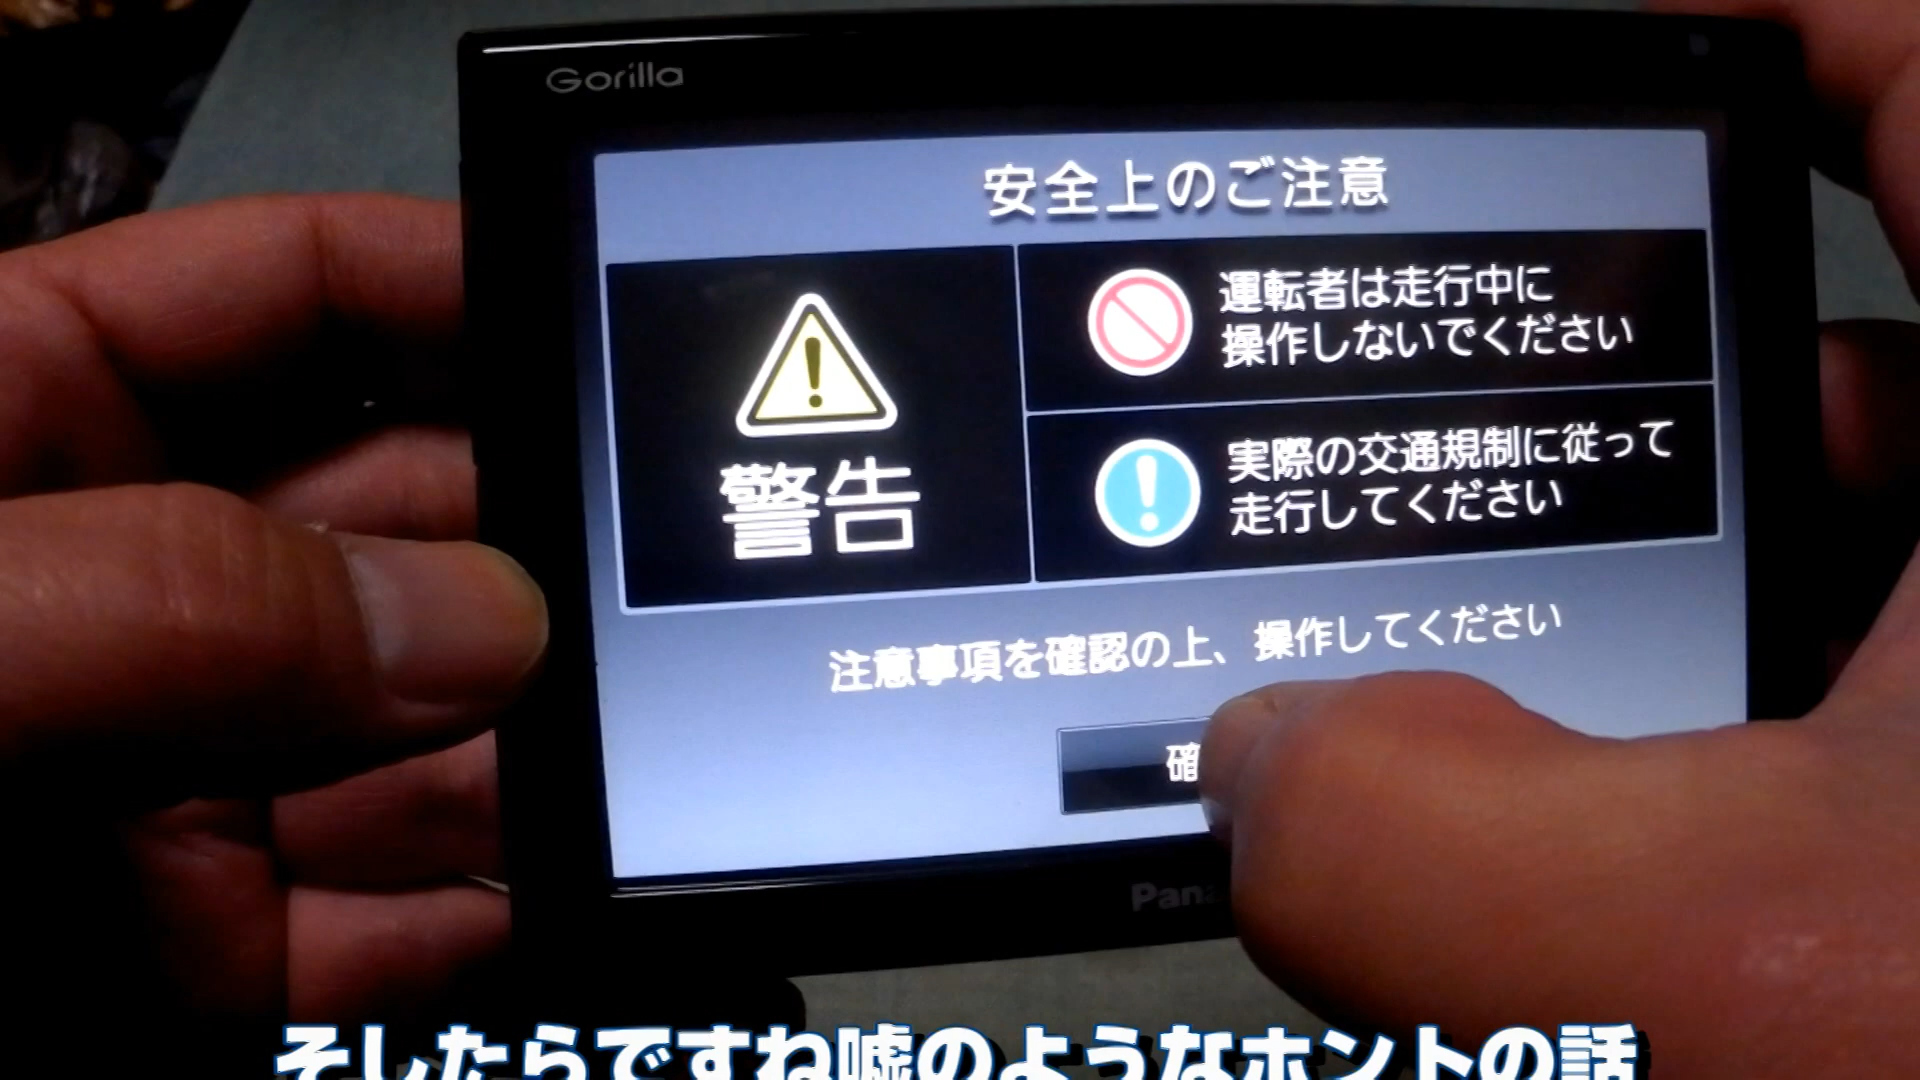 Gorilla
安全上のご注意
警告
運転者は走行中に
操作しないでください
実際の交通規制に従って
走行してください
注意事項を確認の上、操作してください
確
Pana
そしたらですね嘘のようなホントの話